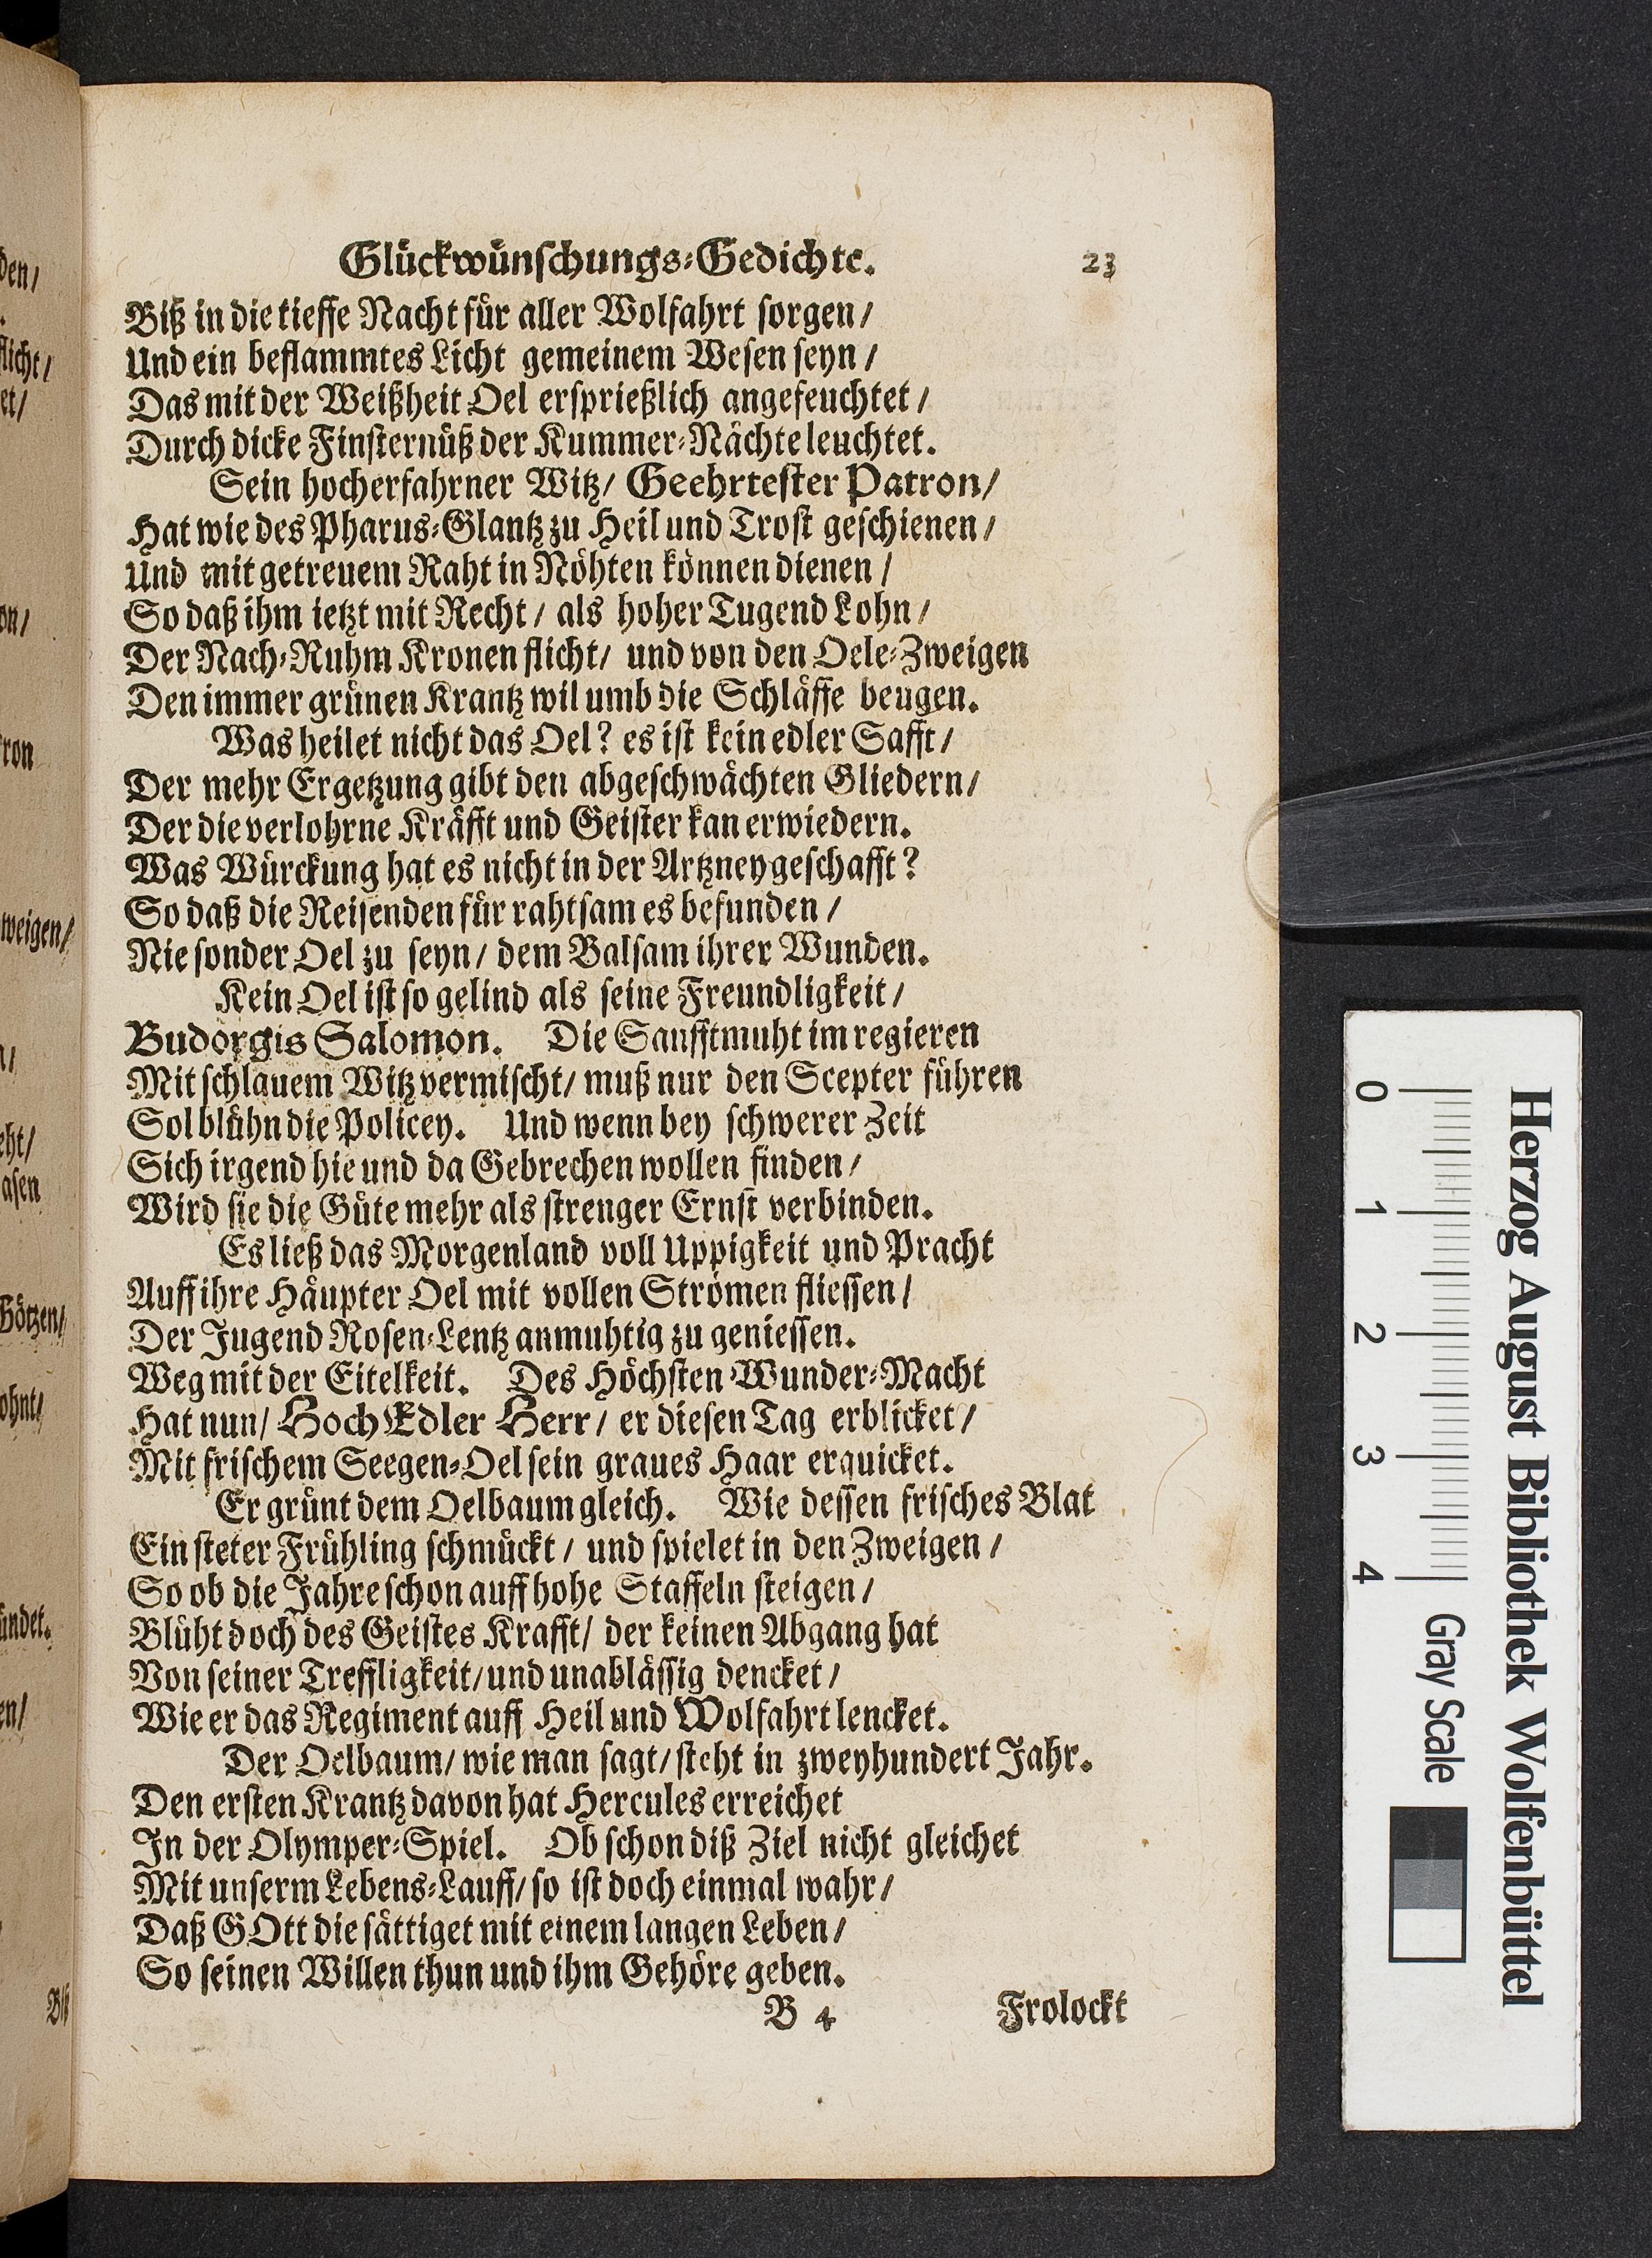 Glückwünschungs-Gedichte. 23
Biß in die tieffe Nacht für aller Wolfahrt sorgen/
Und ein beflammtes Licht gemeinem Wesen seyn/
Das mit der Weißheit Oel ersprießlich angefeuchtet/
Durch dicke Finsternüß der Kummer-Nächte leuchtet.
Sein hocherfahrner Witz/ Geehrtester Patron/
Hat wie des Pharus-Glantz zu Heil und Trost geschienen/
Und mit getreuem Raht in Nöhten können dienen/
So daß ihm ietzt mit Recht/ als hoher Tugend Lohn/
Der Nach-Ruhm Kronen flicht/ und von den Oele-Zweigen
Den immer grünen Krantz wil umb die Schläffe beugen.
Was heilet nicht das Oel? es ist kein edler Safft/
Der mehr Ergetzung gibt den abgeschwächten Gliedern/
Der die verlohrne Kräfft und Geister kan erwiedern.
Was Würckung hat es nicht in der Artzney geschafft?
So daß die Reisenden für rahtsam es befunden/
Nie sonder Oel zu seyn/ dem Balsam ihrer Wunden.
Kein Oel ist so gelind als seine Freundligkeit/
Budorgis Salomon. Die Sanfftmuht im regieren
Mit schlauem Witz vermischt/ muß nur den Scepter führen
Sol blühn die Policey. Und wenn bey schwerer Zeit
Sich irgend hie und da Gebrechen wollen finden/
Wird sie die Güte mehr als strenger Ernst verbinden.
Es ließ das Morgenland voll Uppigkeit und Pracht
Auff ihre Häupter Oel mit vollen Strömen fliessen/
Der Jugend Rosen-Lentz anmuhtig zu geniessen.
Weg mit der Eitelkeit. Des Höchsten Wunder-Macht
Hat nun/ Hoch Edler Herr/ er diesen Tag erblicket/
Mit frischem Seegen-Oel sein graues Haar erquicket.
Er grünt dem Oelbaum gleich. Wie dessen frisches Blat
Ein steter Frühling schmückt/ und spielet in den Zweigen/
So ob die Jahre schon auff hohe Staffeln steigen/
Blüht doch des Geistes Krafft/ der keinen Abgang hat
Von seiner Treffligkeit/ und unablässig dencket/
Wie er das Regiment auff Heil und Wolfahrt lencket.
Der Oelbaum/ wie man sagt/ steht in zweyhundert Jahr.
Den ersten Krantz davon hat Hercules erreichet
In der Olymper-Spiel. Ob schon diß Ziel nicht gleichet
Mit unserm Lebens-Lauff/ so ist doch einmal wahr/
Daß GOtt die sättiget mit einem langen Leben/
So seinen Willen thun und ihm Gehöre geben.
B 4 Frolockt
Herzog August Bibliothek Wolfenbüttel
0 1 2 3 4 Gray Scale